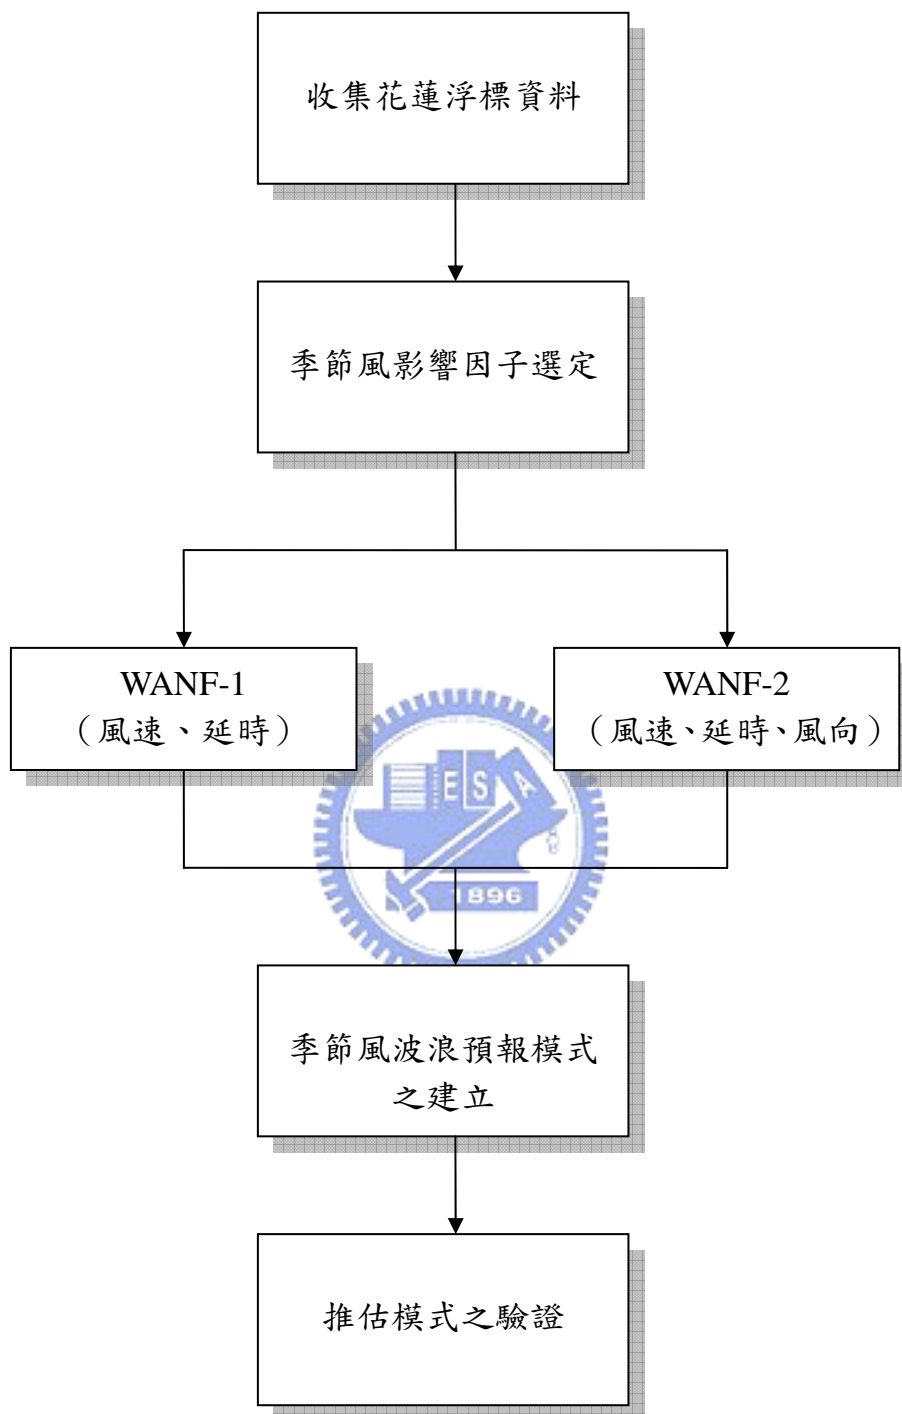 收集花蓮浮標資料
季節風影響因子選定
WANF-1
（風速、延時）
WANF-2
（風速、延時、風向）
ESA
1896
季節風波浪預報模式
之建立
推估模式之驗證